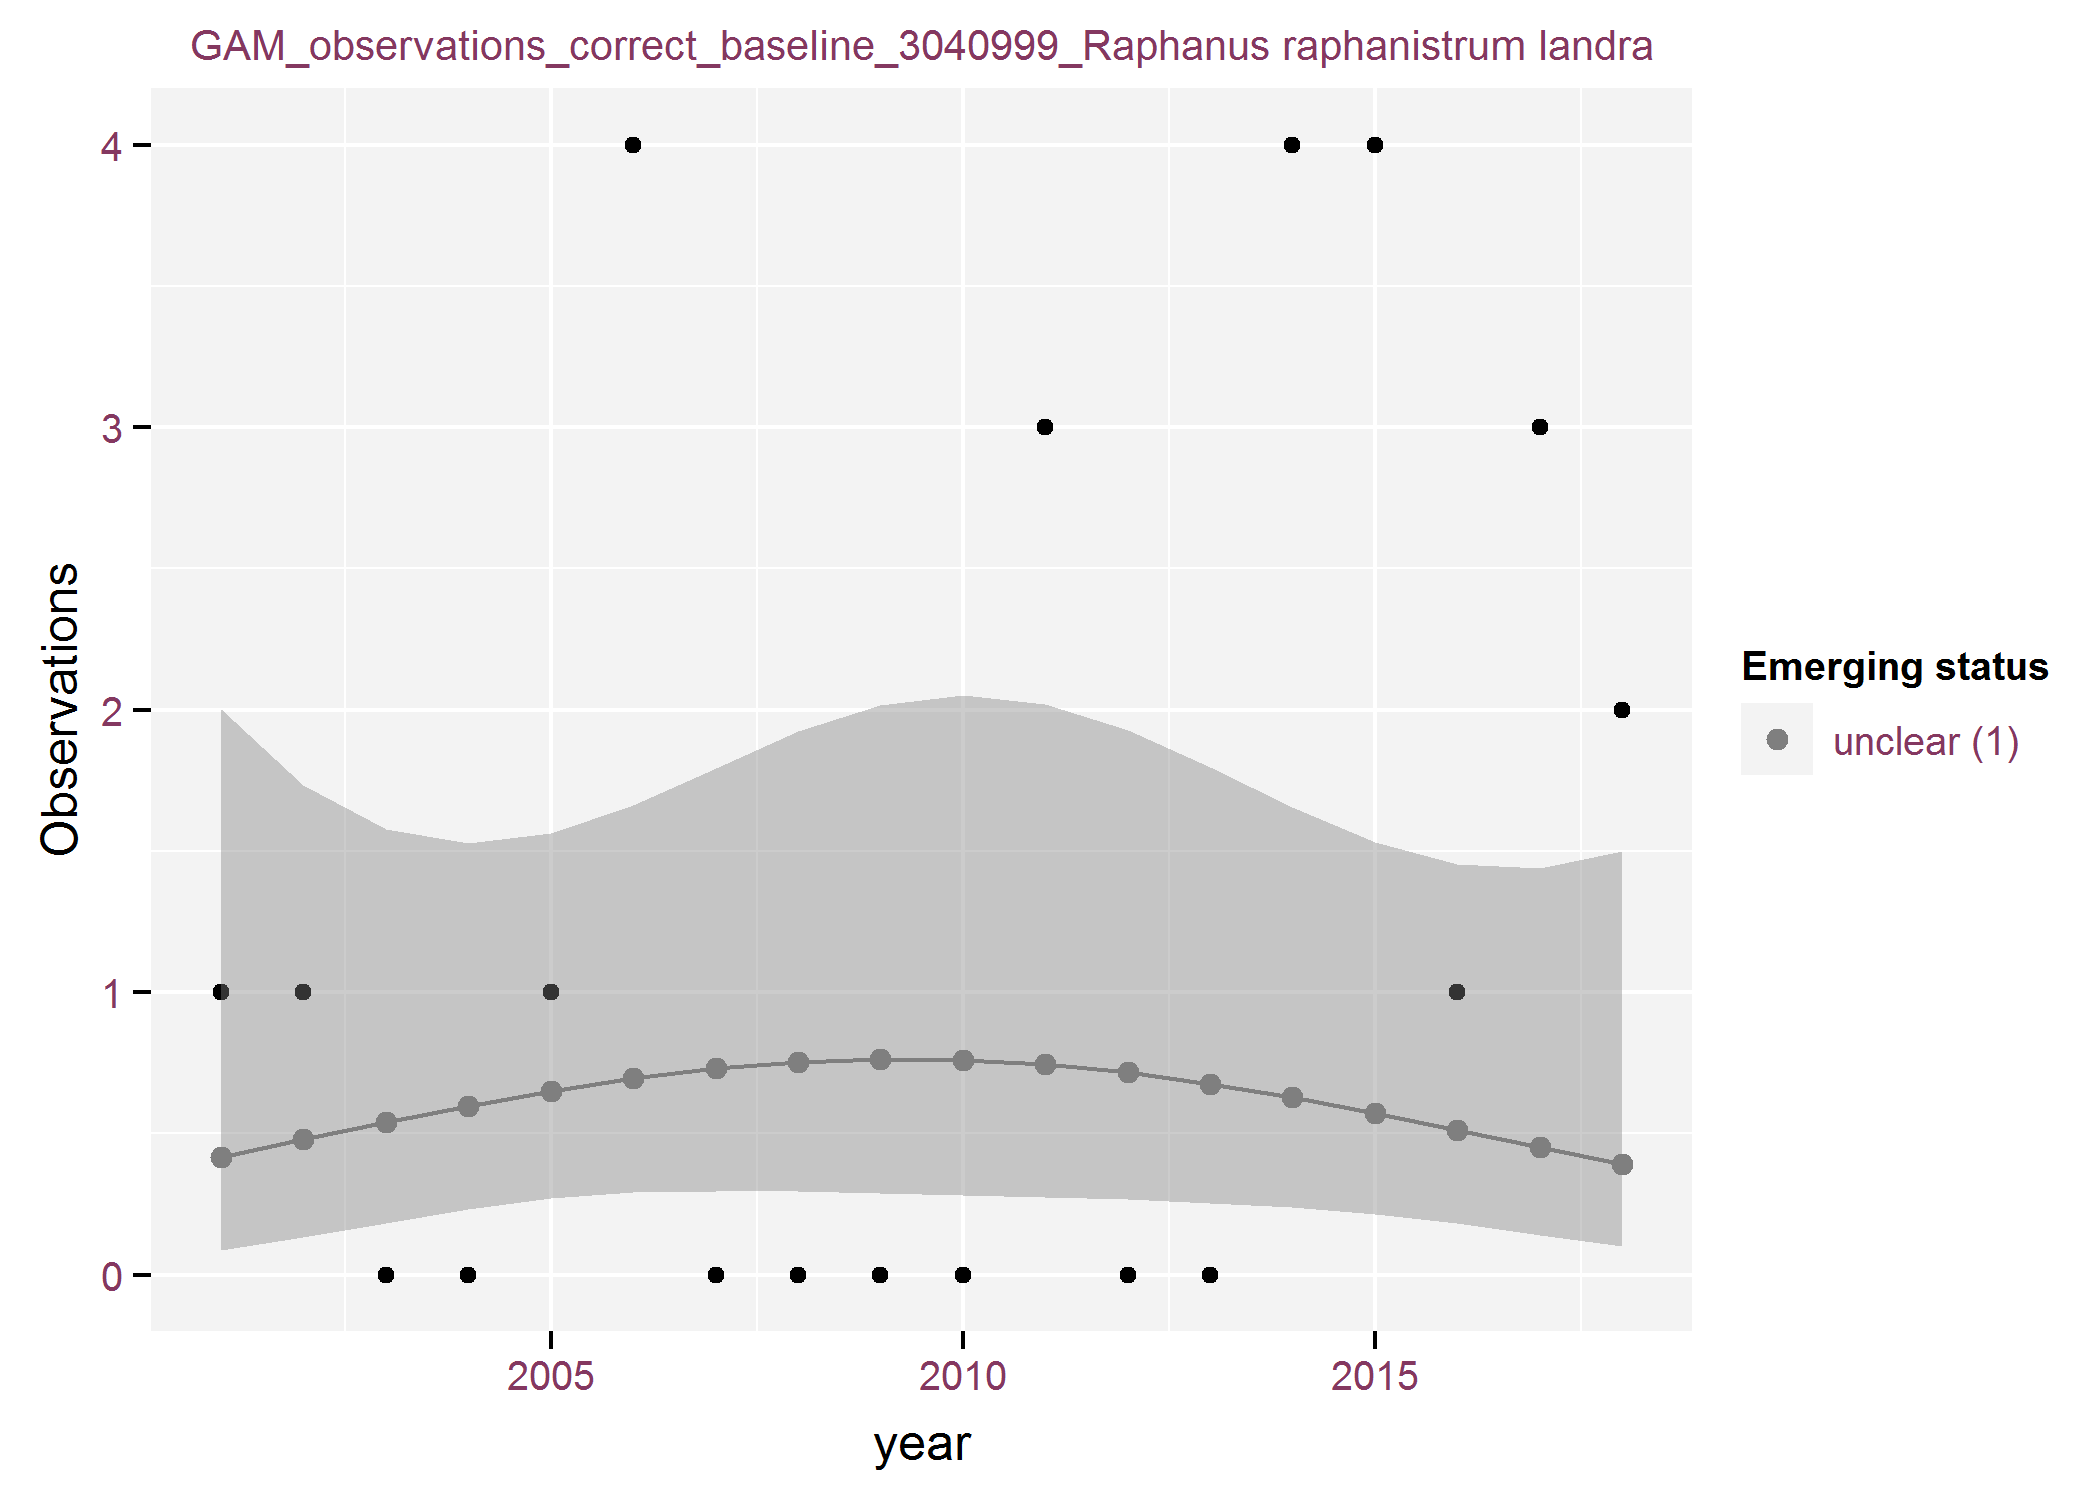 GAM_observations_correct_baseline_3040999_Raphanus raphanistrum landra
4
3
2
1
0
Observations
2005 2010 2015
year
Emerging status
unclear (1)